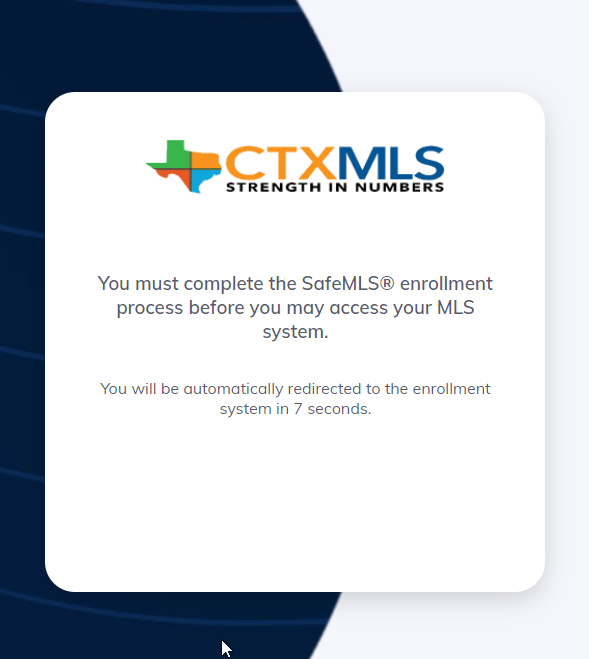 CTXMLS
STRENGTH IN NUMBERS
You must complete the SafeMLS® enrollment
process before you may access your MLS
system.
You will be automatically redirected to the enrollment
system in 7 seconds.